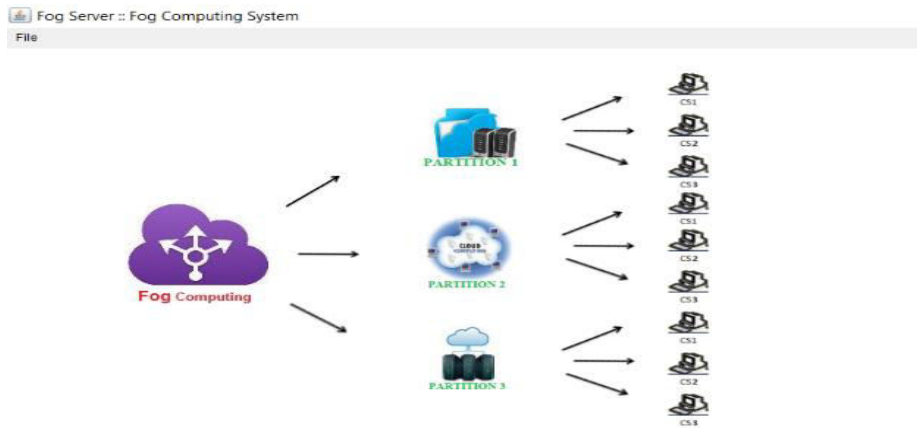 Fog Server :: Fog Computing System
File
Fog Computing
PARTITION 1
CS1
CS2
CS3
CLOUD
PARTITION 2
CS1
CS2
CS3
PARTITION 3
CS1
CS2
CS3